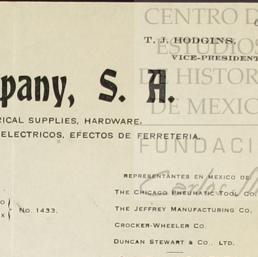 CENTRO D
ESTUDIOS
DE HISTOR
DE MEXICO
FUNDACI
Carlos
T. J. HODGINS,
VICE-PRESIDENT
pany, S. A.
RICAL SUPPLIES, HARDWARE,
ELECTRICOS, EFECTOS DE FERRETERIA.
REPRESENTANTES EN MEXICO DE
THE CHICAGO PNEUMATIC TOOL CO.
No. 1433.
THE JEFFREY MANUFACTURING CO.
CROCKER-WHEELER CO.
DUNCAN STEWART & CO. LTD.